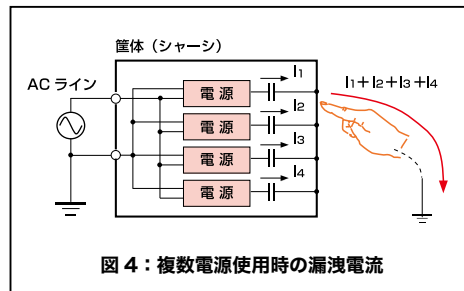 筐体（シャーシ）
ACライン
電源
I1
電源
I2
電源
I3
電源
I4
I1+I2+I3+I4
図4：複数電源使用時の漏洩電流